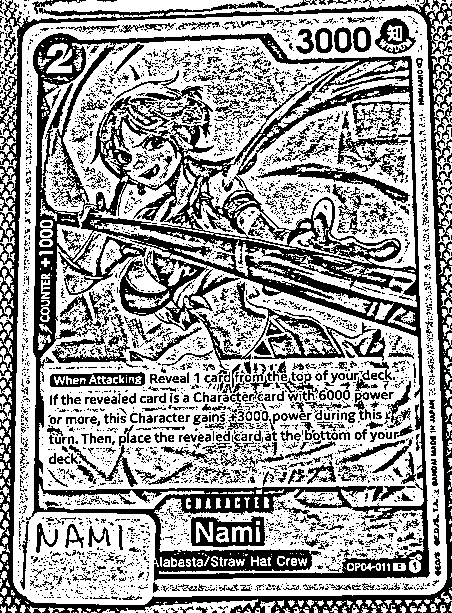 2
3000
知
COUNTER +1000
When Attacking Reveal 1 card from the top of your deck.
If the revealed card is a Character card with 6000 power
or more, this Character gains +3000 power during this
turn. Then, place the revealed card at the bottom of your
deck.
CHARACTER
Nami
Alabasta/Straw Hat Crew
OP04-011
1
NAMI